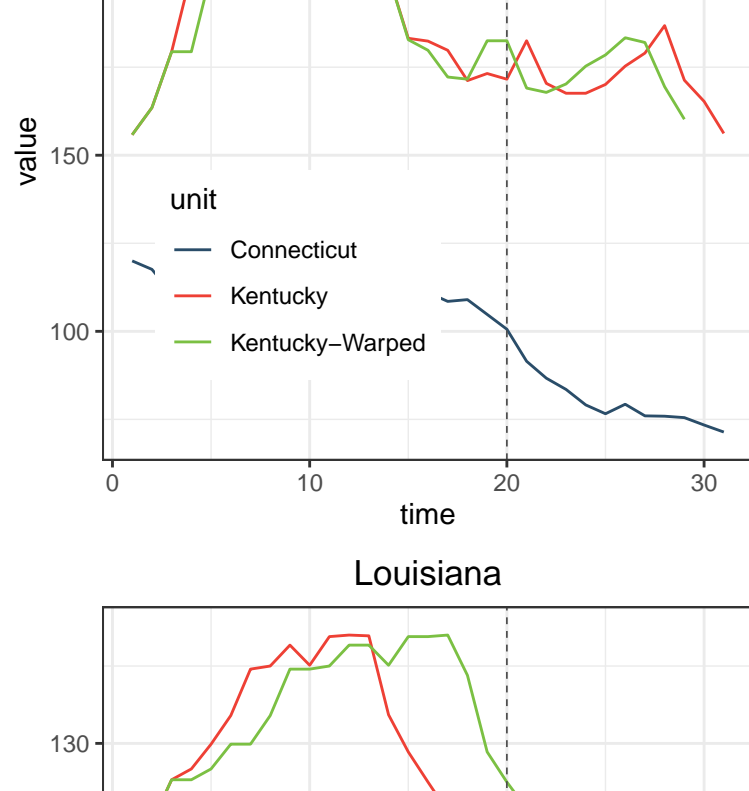 value
150
100
unit
Connecticut
Kentucky
Kentucky−Warped
0 10 20 30
time
Louisiana
130